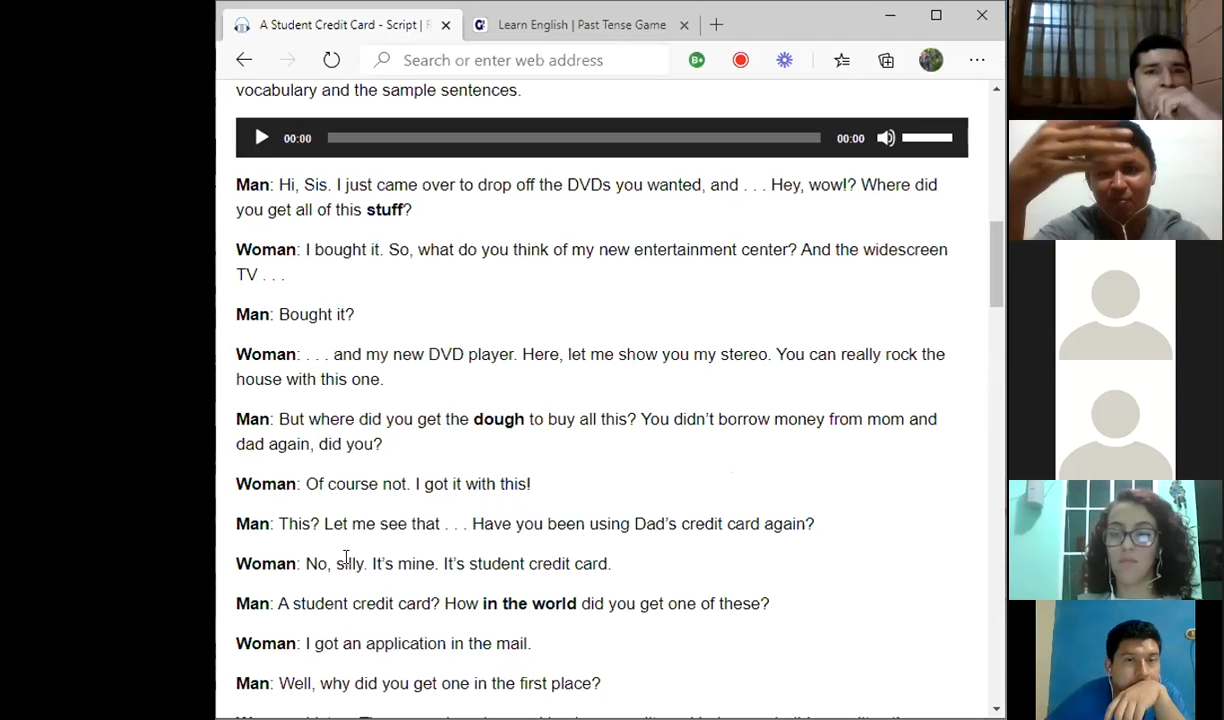 A Student Credit Card - Script |
Learn English | Past Tense Game
Search or enter web address
vocabulary and the sample sentences.
00:00 00:00
Man: Hi, Sis. I just came over to drop off the DVDs you wanted, and . . . Hey, wow!? Where did
you get all of this stuff?
Woman: I bought it. So, what do you think of my new entertainment center? And the widescreen
TV . . .
Man: Bought it?
Woman: . . . and my new DVD player. Here, let me show you my stereo. You can really rock the
house with this one.
Man: But where did you get the dough to buy all this? You didn't borrow money from mom and
dad again, did you?
Woman: Of course not. I got it with this!
Man: This? Let me see that . . . Have you been using Dad's credit card again?
Woman: No, silly. It's mine. It's student credit card.
Man: A student credit card? How in the world did you get one of these?
Woman: I got an application in the mail.
Man: Well, why did you get one in the first place?